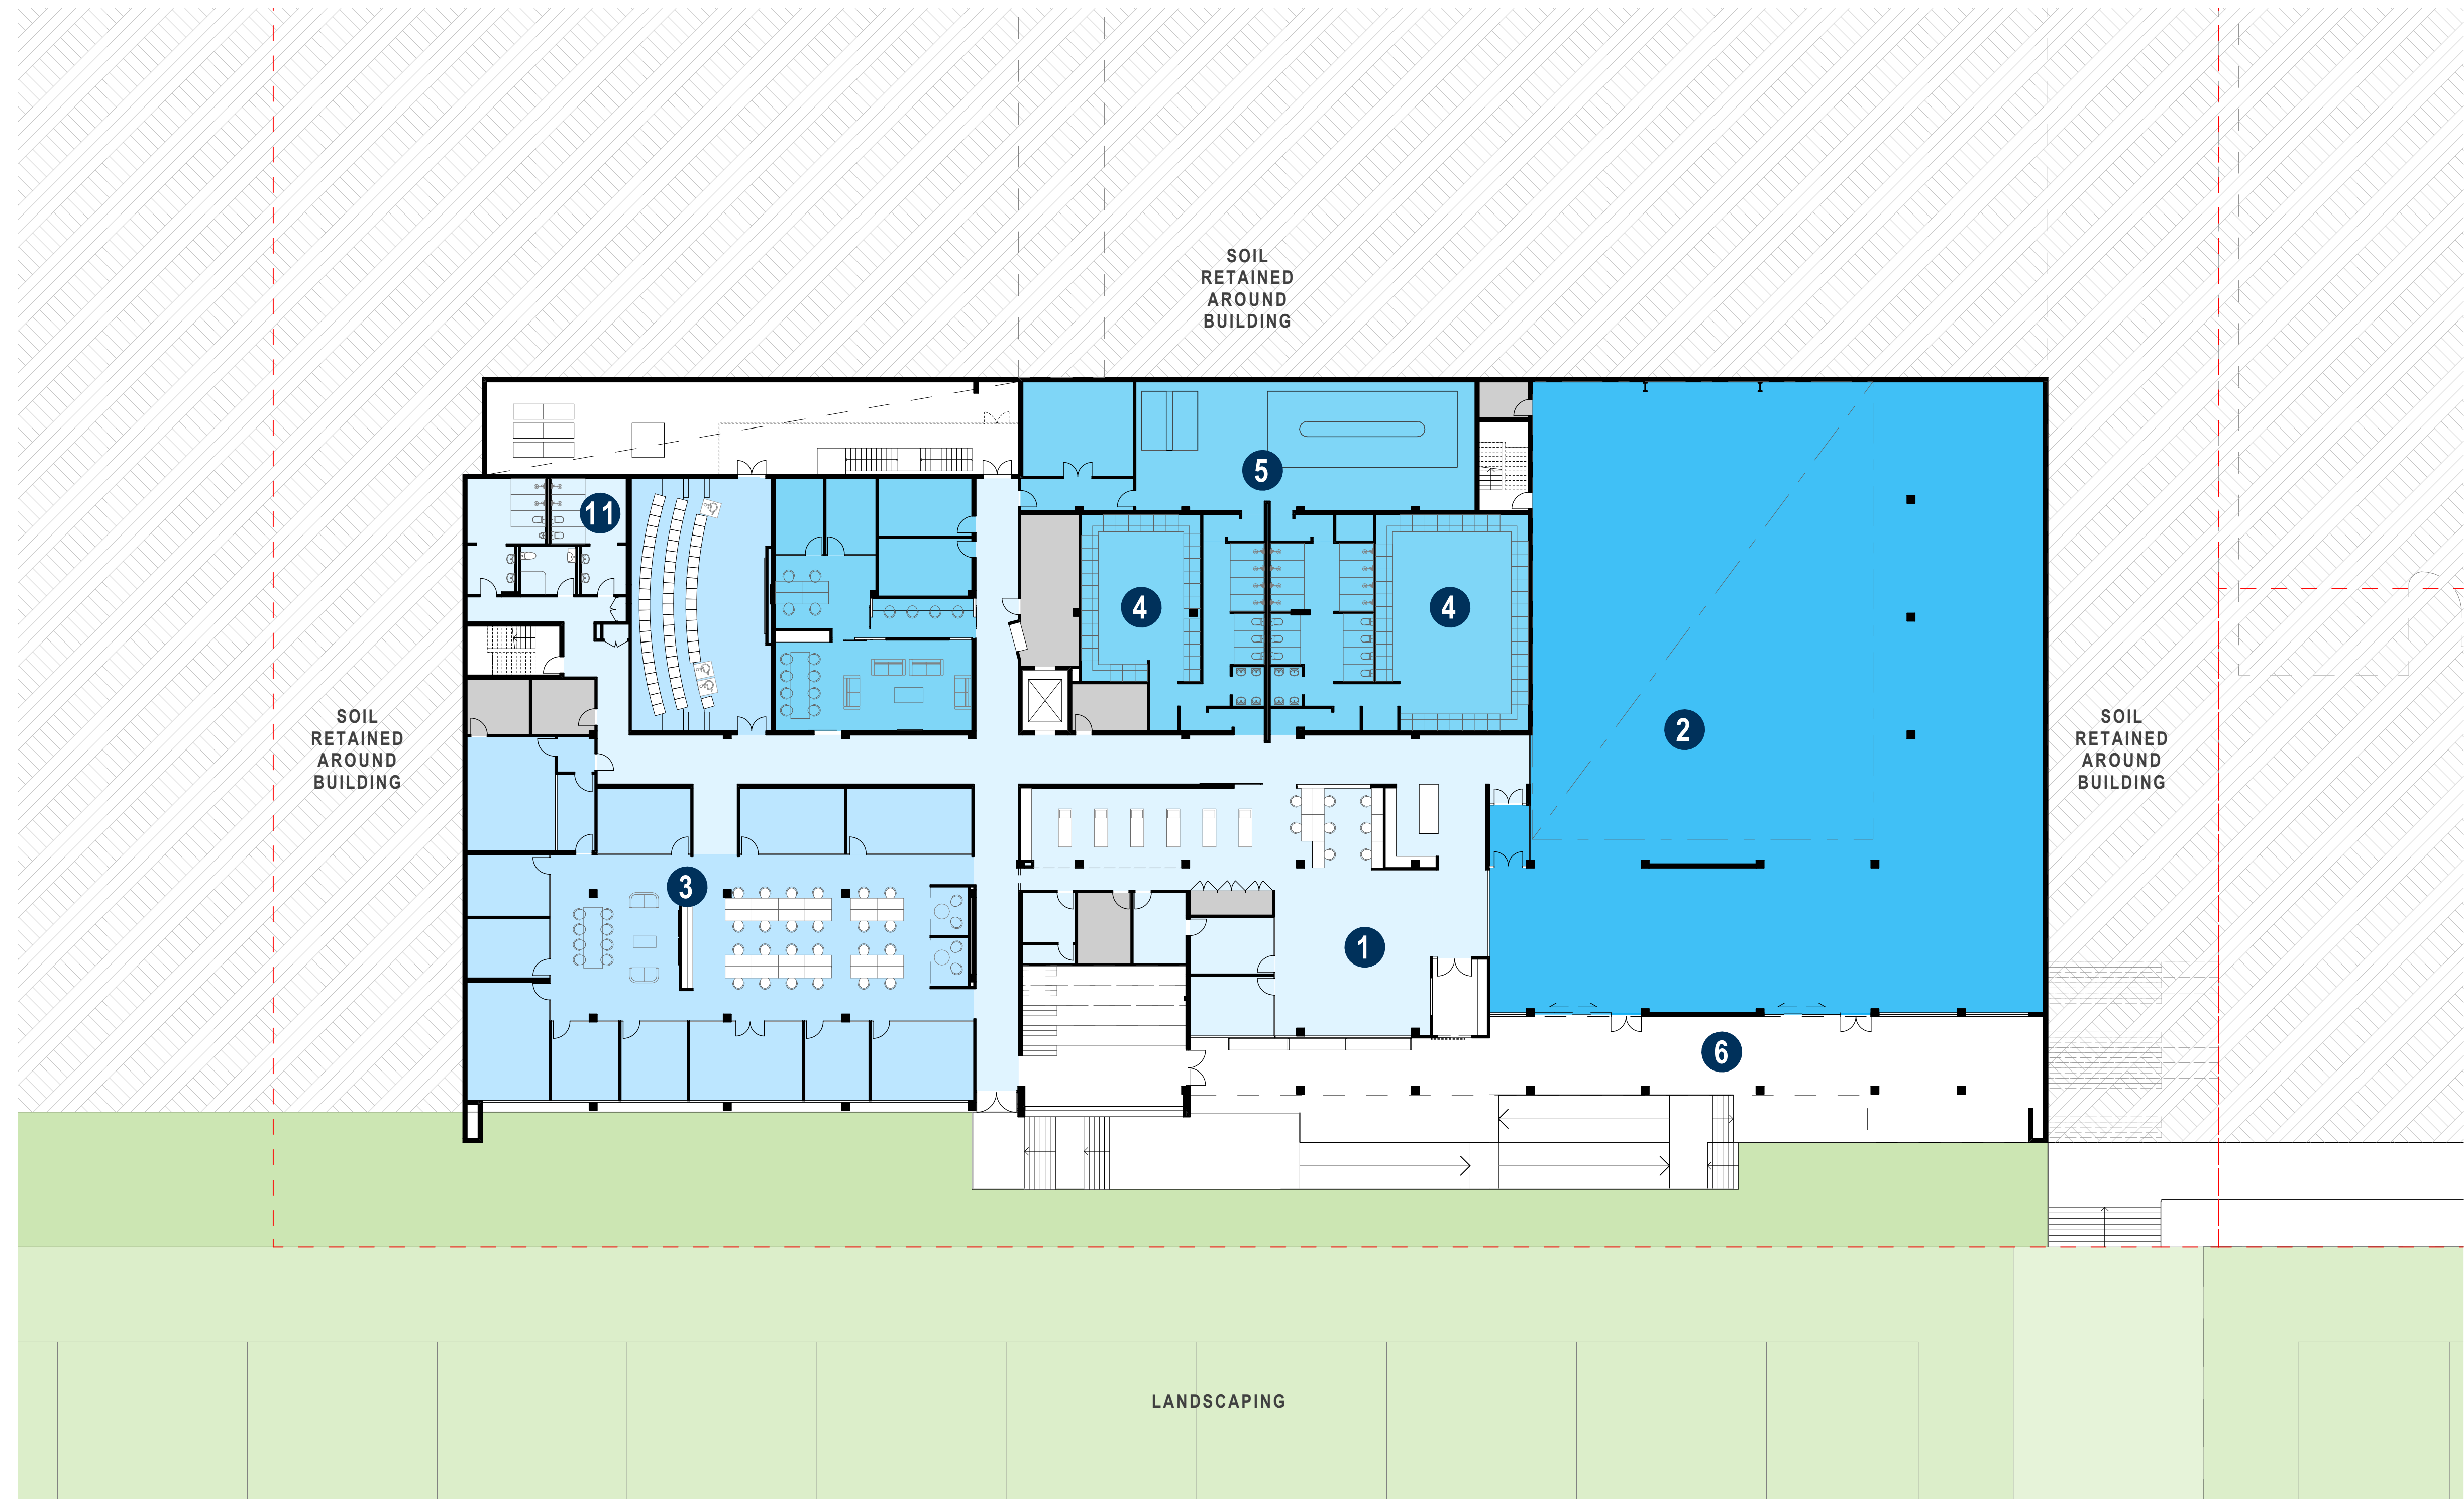 SOIL
RETAINED
AROUND
BUILDING
5
11
4
4
SOIL
RETAINED
AROUND
BUILDING
2
SOIL
RETAINED
AROUND
BUILDING
3
1
6
LANDSCAPING